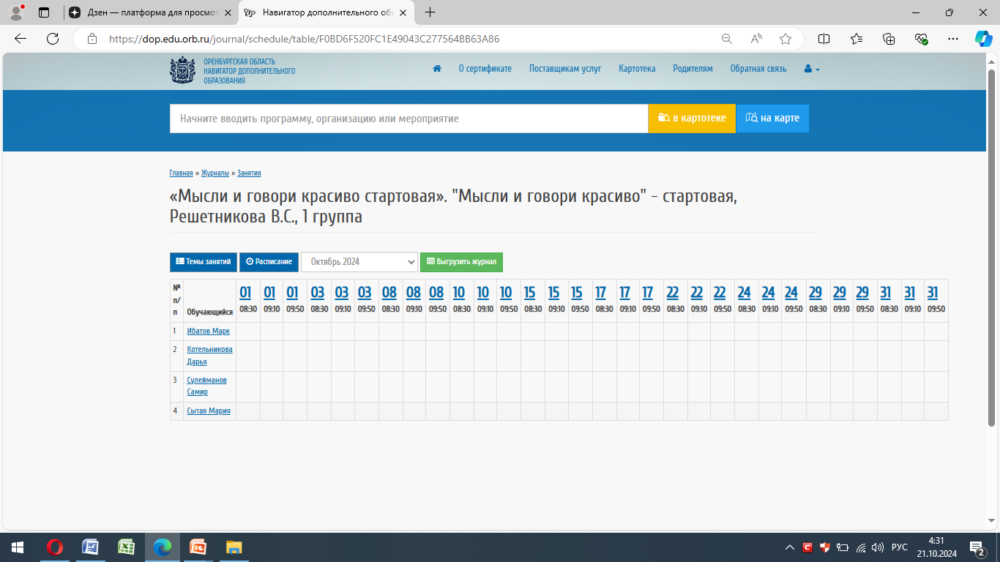 Дзен — платформа для просмот
Навигатор дополнительного обр
https://dop.edu.orb.ru/journal/schedule/table/F0BD6F520FC1E49043C277564BB63A86
ОРЕНБУРГСКАЯ ОБЛАСТЬ
НАВИГАТОР ДОПОЛНИТЕЛЬНОГО
ОБРАЗОВАНИЯ
О сертификате Поставщикам услуг Картотека Родителям Обратная связь
Начните вводить программу, организацию или мероприятие в картотеке на карте
Главная » Журналы » Занятия
«Мысли и говори красиво стартовая». "Мысли и говори красиво" - стартовая,
Решетникова В.С., 1 группа
Темы занятий Расписание Октябрь 2024 Выгрузить журнал
№ п/п Обучающийся
01 01 01 03 03 03 08 08 08 10 10 10 15 15 15 17 17 17 22 22 22 24 24 24 29 29 29 31 31 31
08:30 09:10 09:50 08:30 09:10 09:50 08:30 09:10 09:50 08:30 09:10 09:50 08:30 09:10 09:50 08:30 09:10 09:50 08:30 09:10 09:50 08:30 09:10 09:50 08:30 09:10 09:50 08:30 09:10 09:50
1 Ибатов Марк
2 Котельникова
Дарья
3 Сулейманов
Самир
4 Сытая Мария
РУС
4:31
21.10.2024
2